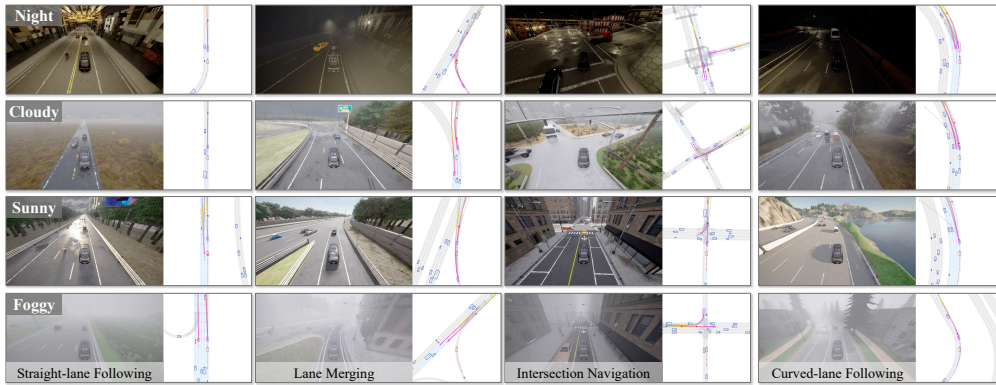 Night
Cloudy
Sunny
Foggy
Straight-lane Following
Lane Merging
Intersection Navigation
Curved-lane Following